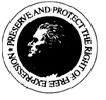 PRESERVE AND PROTECT THE RIGHT OF FREE EXPRESSION •